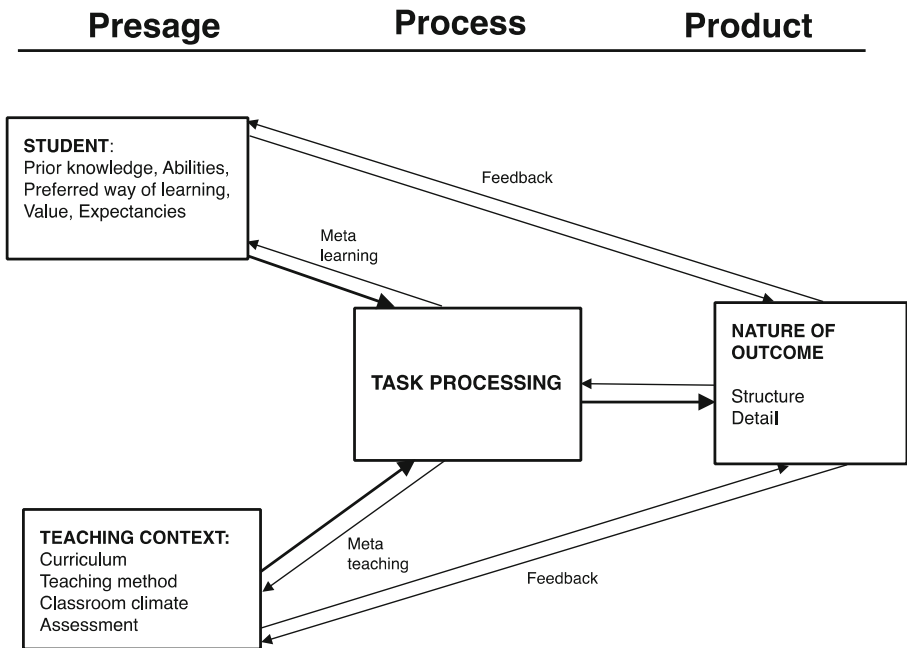 Presage Process Product
STUDENT:
Prior knowledge, Abilities,
Preferred way of learning,
Value, Expectancies
Feedback
Meta
learning
TASK PROCESSING
NATURE OF
OUTCOME
Structure
Detail
TEACHING CONTEXT:
Curriculum
Teaching method
Classroom climate
Assessment
Meta
teaching
Feedback